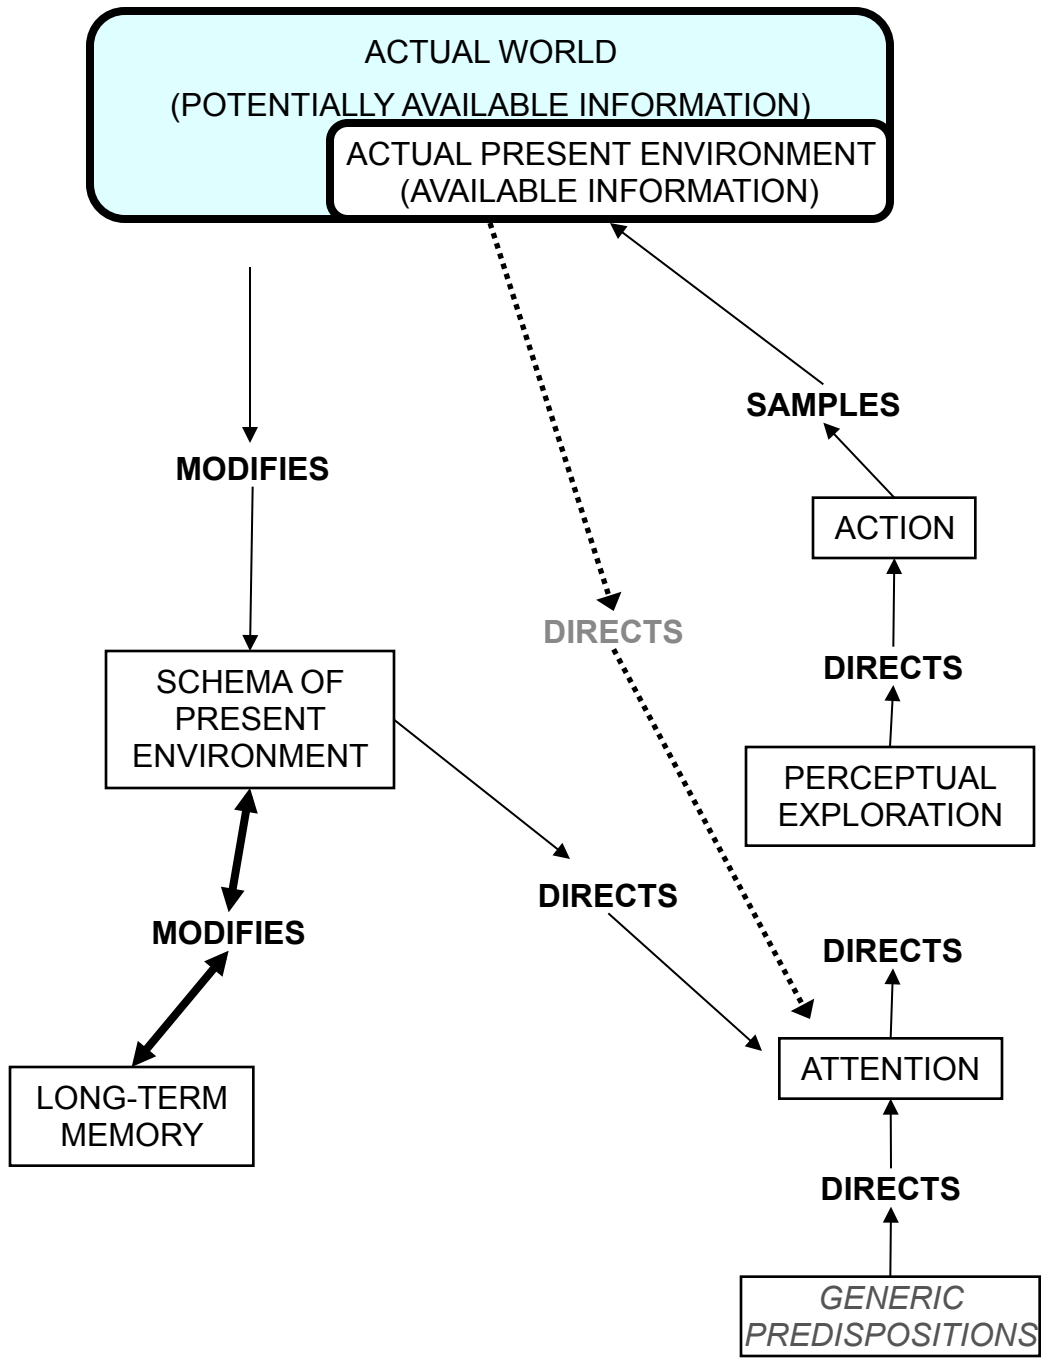 ACTUAL WORLD
(POTENTIALLY AVAILABLE INFORMATION)
ACTUAL PRESENT ENVIRONMENT
(AVAILABLE INFORMATION)
SAMPLES
MODIFIES
ACTION
DIRECTS
DIRECTS
SCHEMA OF
PRESENT
ENVIRONMENT
PERCEPTUAL
EXPLORATION
DIRECTS
MODIFIES
DIRECTS
ATTENTION
LONG-TERM
MEMORY
DIRECTS
GENERIC
PREDISPOSITIONS